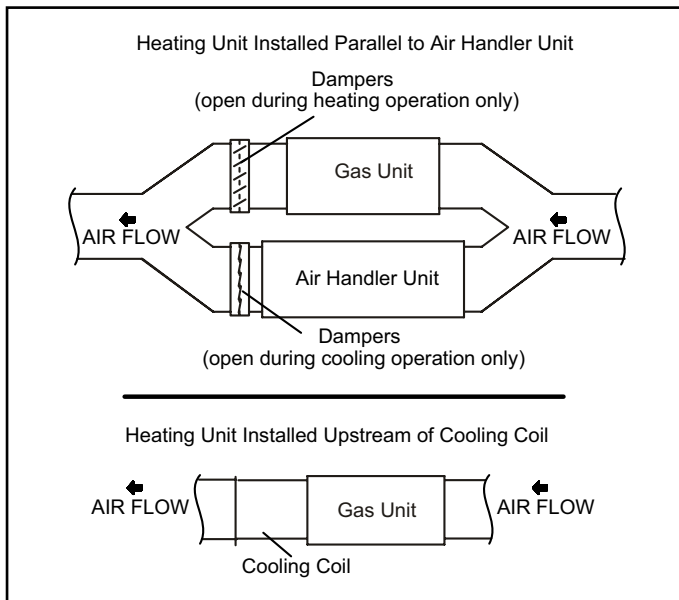 Heating Unit Installed Parallel to Air Handler Unit
Dampers
(open during heating operation only)
Gas Unit
AIR FLOW
AIR FLOW
Air Handler Unit
Dampers
(open during cooling operation only)
Heating Unit Installed Upstream of Cooling Coil
AIR FLOW
Gas Unit
AIR FLOW
Cooling Coil